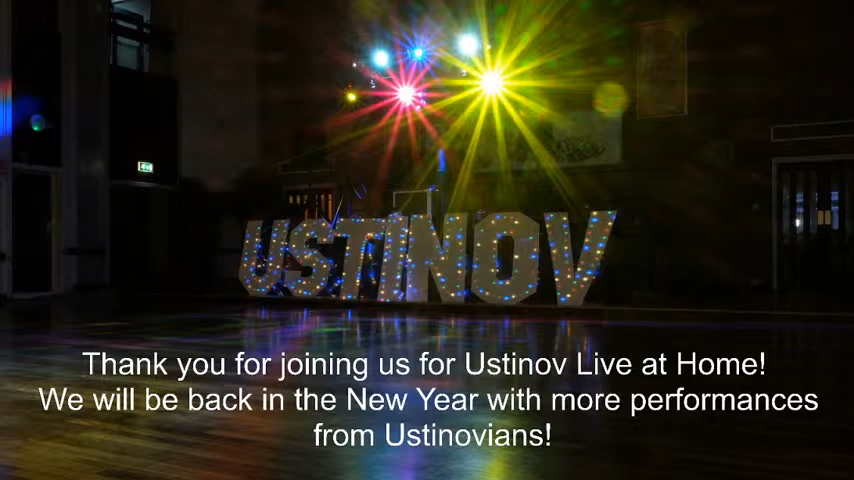 USTINOV
Thank you for joining us for Ustinov Live at Home!
We will be back in the New Year with more performances
from Ustinovians!